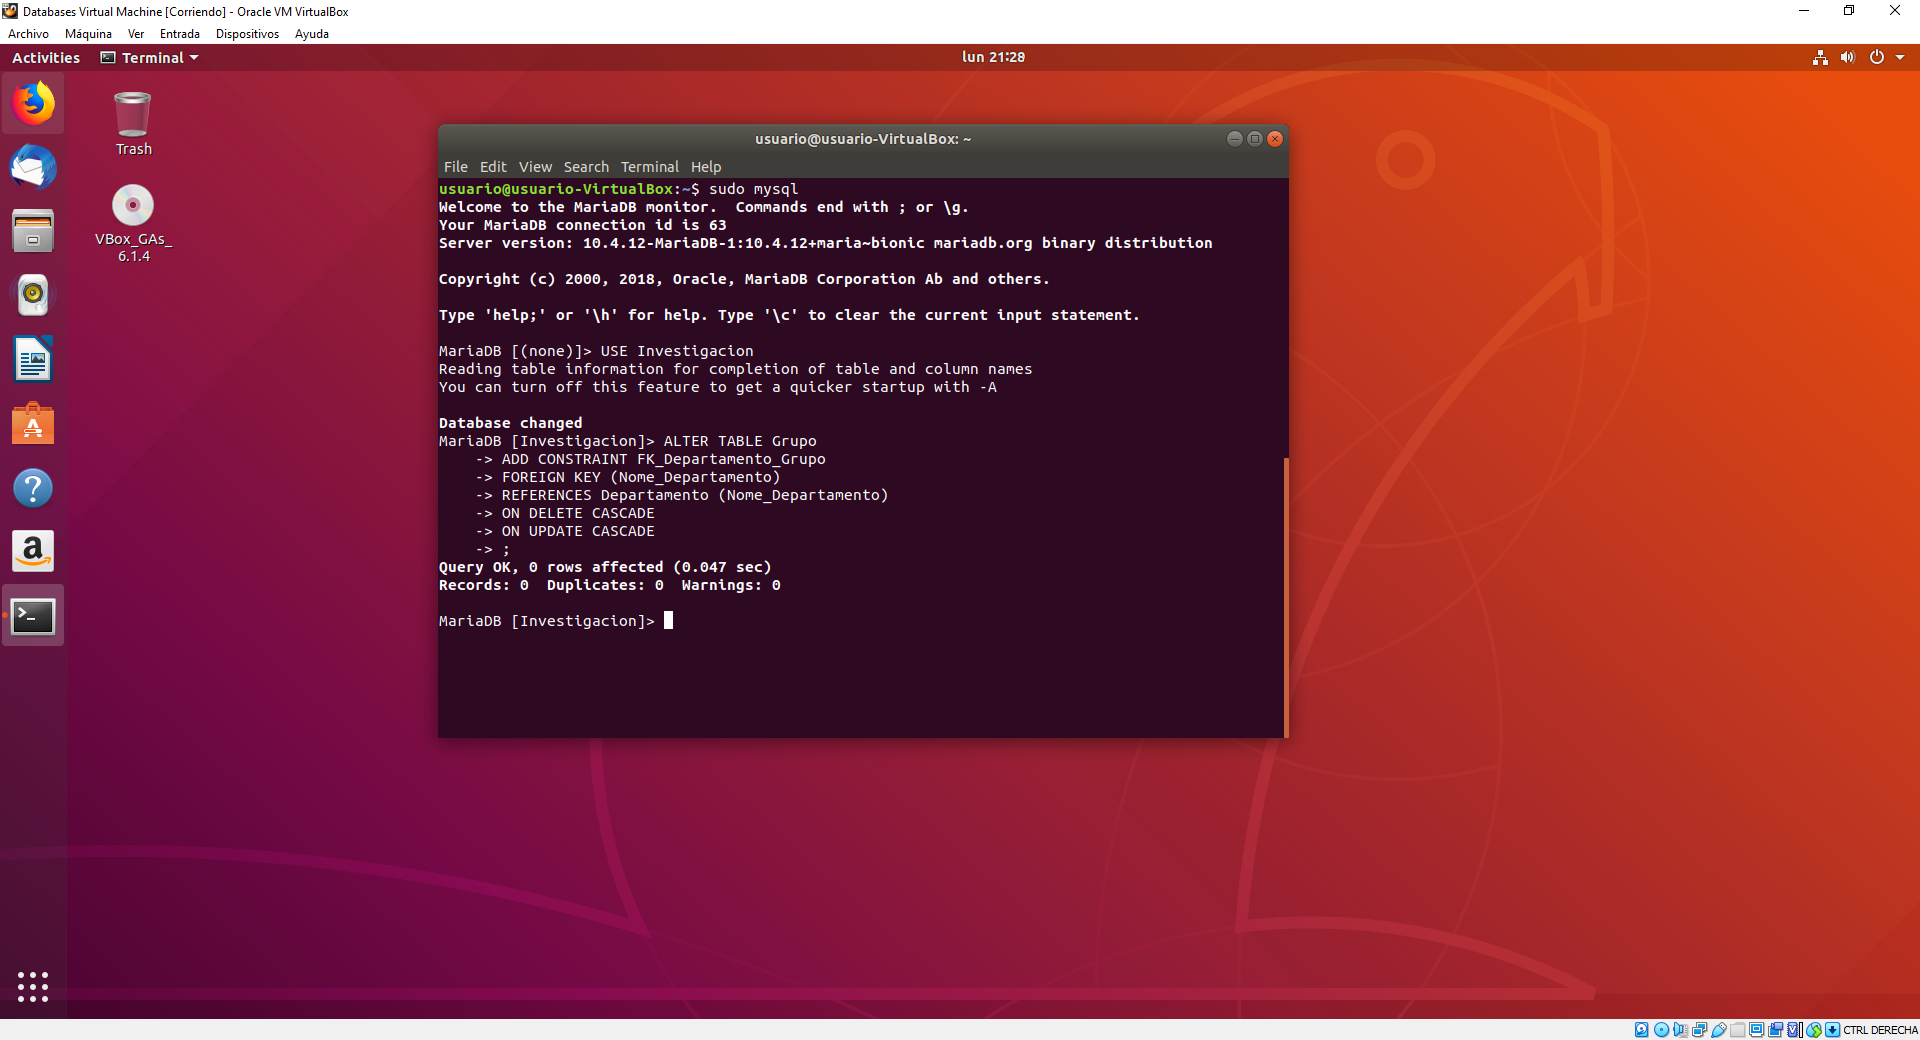 Databases Virtual Machine [Corriendo] - Oracle VM VirtualBox
Archivo Máquina Ver Entrada Dispositivos Ayuda
Activities Terminal lun 21:28
Trash
VBox_GAs_
6.1.4
usuario@usuario-VirtualBox: ~
File Edit View Search Terminal Help
usuario@usuario-VirtualBox:~$ sudo mysql
Welcome to the MariaDB monitor.  Commands end with ; or \g.
Your MariaDB connection id is 63
Server version: 10.4.12-MariaDB-1:10.4.12+maria~bionic mariadb.org binary distribution
Copyright (c) 2000, 2018, Oracle, MariaDB Corporation Ab and others.
Type 'help;' or '\h' for help. Type '\c' to clear the current input statement.
MariaDB [(none)]> USE Investigacion
Reading table information for completion of table and column names
You can turn off this feature to get a quicker startup with -A
Database changed
MariaDB [Investigacion]> ALTER TABLE Grupo
-> ADD CONSTRAINT FK_Departamento_Grupo
-> FOREIGN KEY (Nome_Departamento)
-> REFERENCES Departamento (Nome_Departamento)
-> ON DELETE CASCADE
-> ON UPDATE CASCADE
-> ;
Query OK, 0 rows affected (0.047 sec)
Records: 0  Duplicates: 0  Warnings: 0
MariaDB [Investigacion]>
CTRL DERECHA